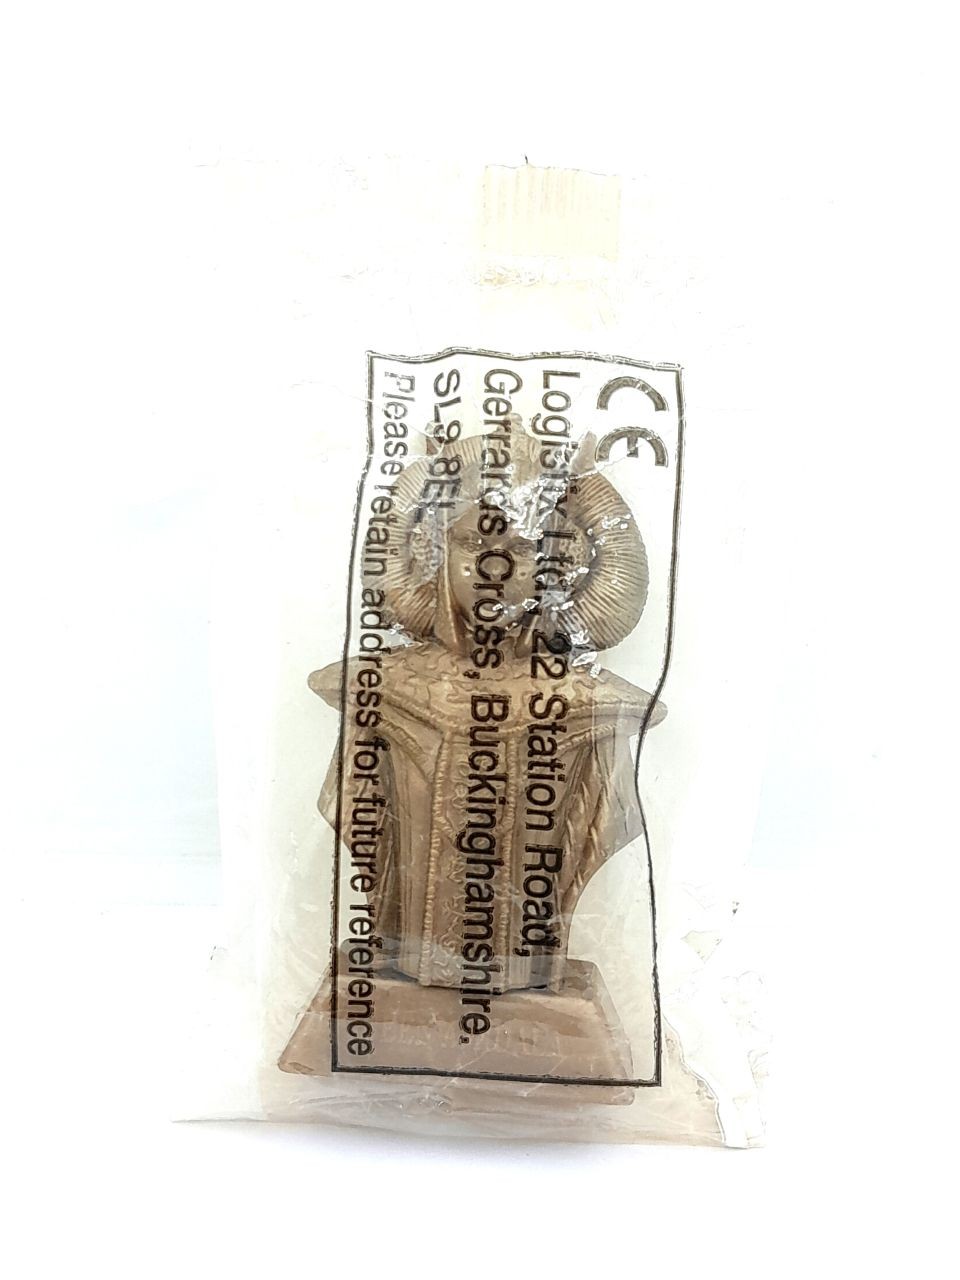 CE
Logistix Ltd., 22 Station Road,
Gerrards Cross, Buckinghamshire.
SL9 8EL
Please retain address for future reference